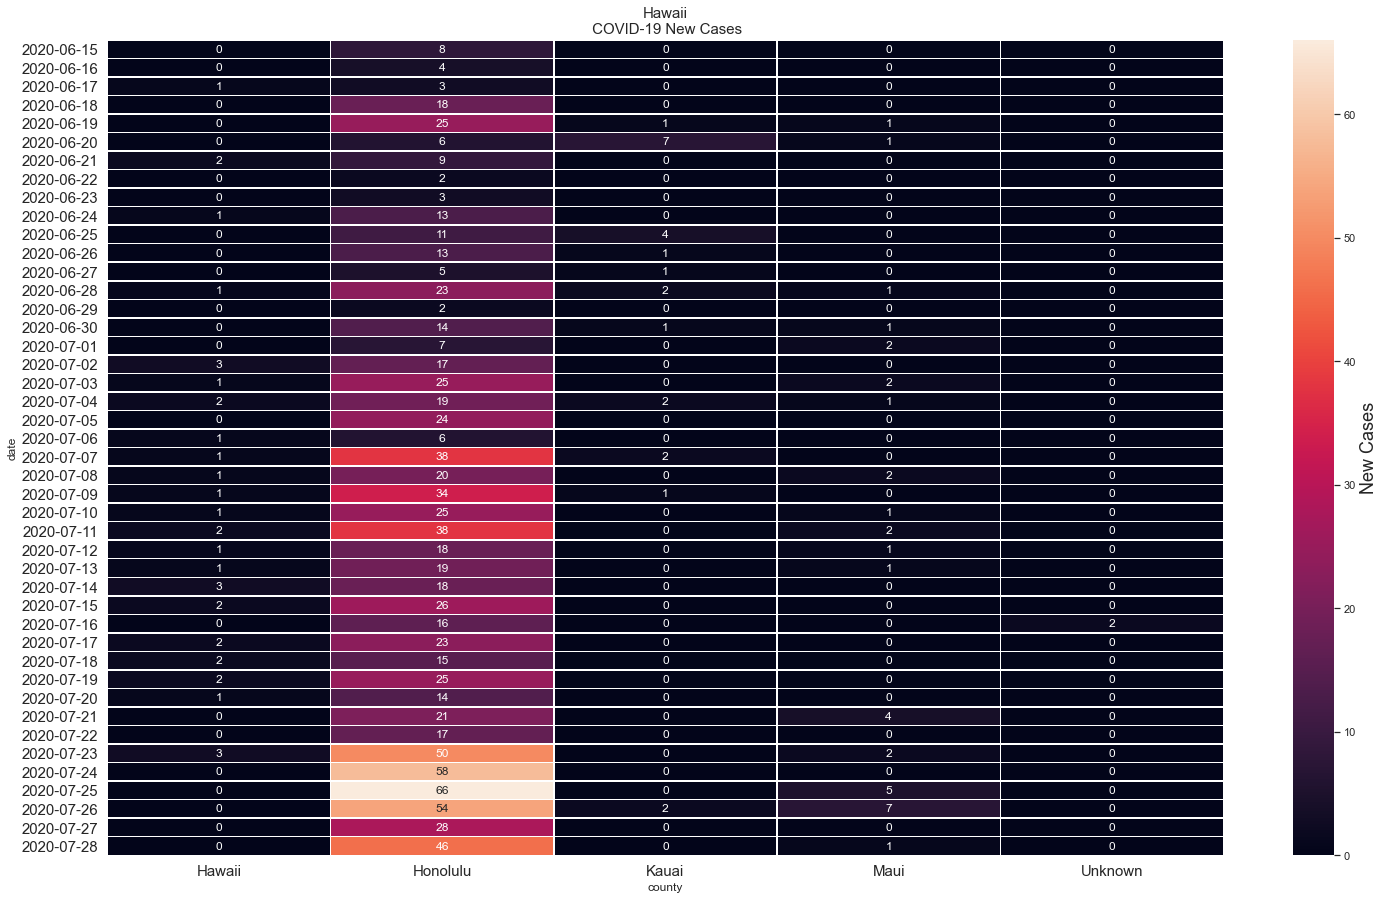 Hawaii
COVID-19 New Cases
2020-06-15 0 8 0 0 0
2020-06-16 0 4 0 0 0
2020-06-17 1 3 0 0 0
2020-06-18 0 18 0 0 0
2020-06-19 0 25 1 1 0
2020-06-20 0 6 7 1 0
2020-06-21 2 9 0 0 0
2020-06-22 0 2 0 0 0
2020-06-23 0 3 0 0 0
2020-06-24 1 13 0 0 0
2020-06-25 0 11 4 0 0
2020-06-26 0 13 1 0 0
2020-06-27 0 5 1 0 0
2020-06-28 1 23 2 1 0
2020-06-29 0 2 0 0 0
2020-06-30 0 14 1 1 0
2020-07-01 0 7 0 2 0
2020-07-02 3 17 0 0 0
2020-07-03 1 25 0 2 0
2020-07-04 2 19 2 1 0
2020-07-05 0 24 0 0 0
2020-07-06 1 6 0 0 0
2020-07-07 1 38 2 0 0
2020-07-08 1 20 0 2 0
2020-07-09 1 34 1 0 0
2020-07-10 1 25 0 1 0
2020-07-11 2 38 0 2 0
2020-07-12 1 18 0 1 0
2020-07-13 1 19 0 1 0
2020-07-14 3 18 0 0 0
2020-07-15 2 26 0 0 0
2020-07-16 0 16 0 0 2
2020-07-17 2 23 0 0 0
2020-07-18 2 15 0 0 0
2020-07-19 2 25 0 0 0
2020-07-20 1 14 0 0 0
2020-07-21 0 21 0 4 0
2020-07-22 0 17 0 0 0
2020-07-23 3 50 0 2 0
2020-07-24 0 58 0 0 0
2020-07-25 0 66 0 5 0
2020-07-26 0 54 2 7 0
2020-07-27 0 28 0 0 0
2020-07-28 0 46 0 1 0
Hawaii Honolulu Kauai Maui Unknown
county
date
60
50
40
30
20
10
0
New Cases